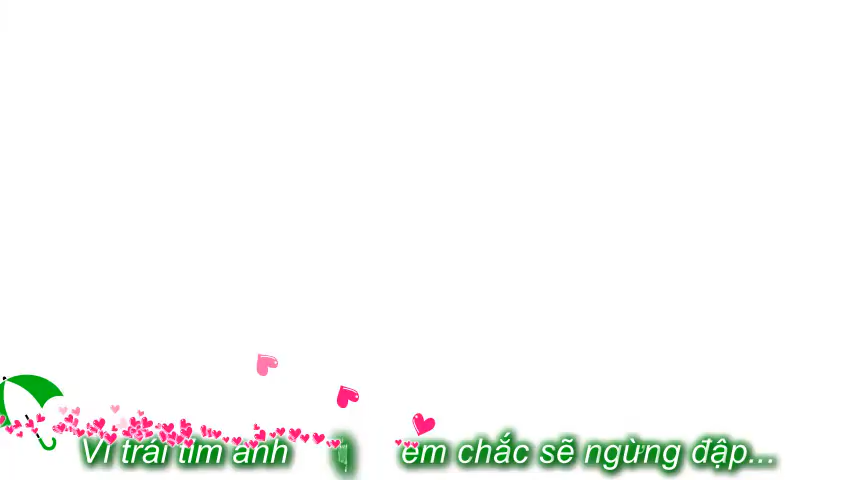 Vì trái tim anh em chắc sẽ ngừng đập...